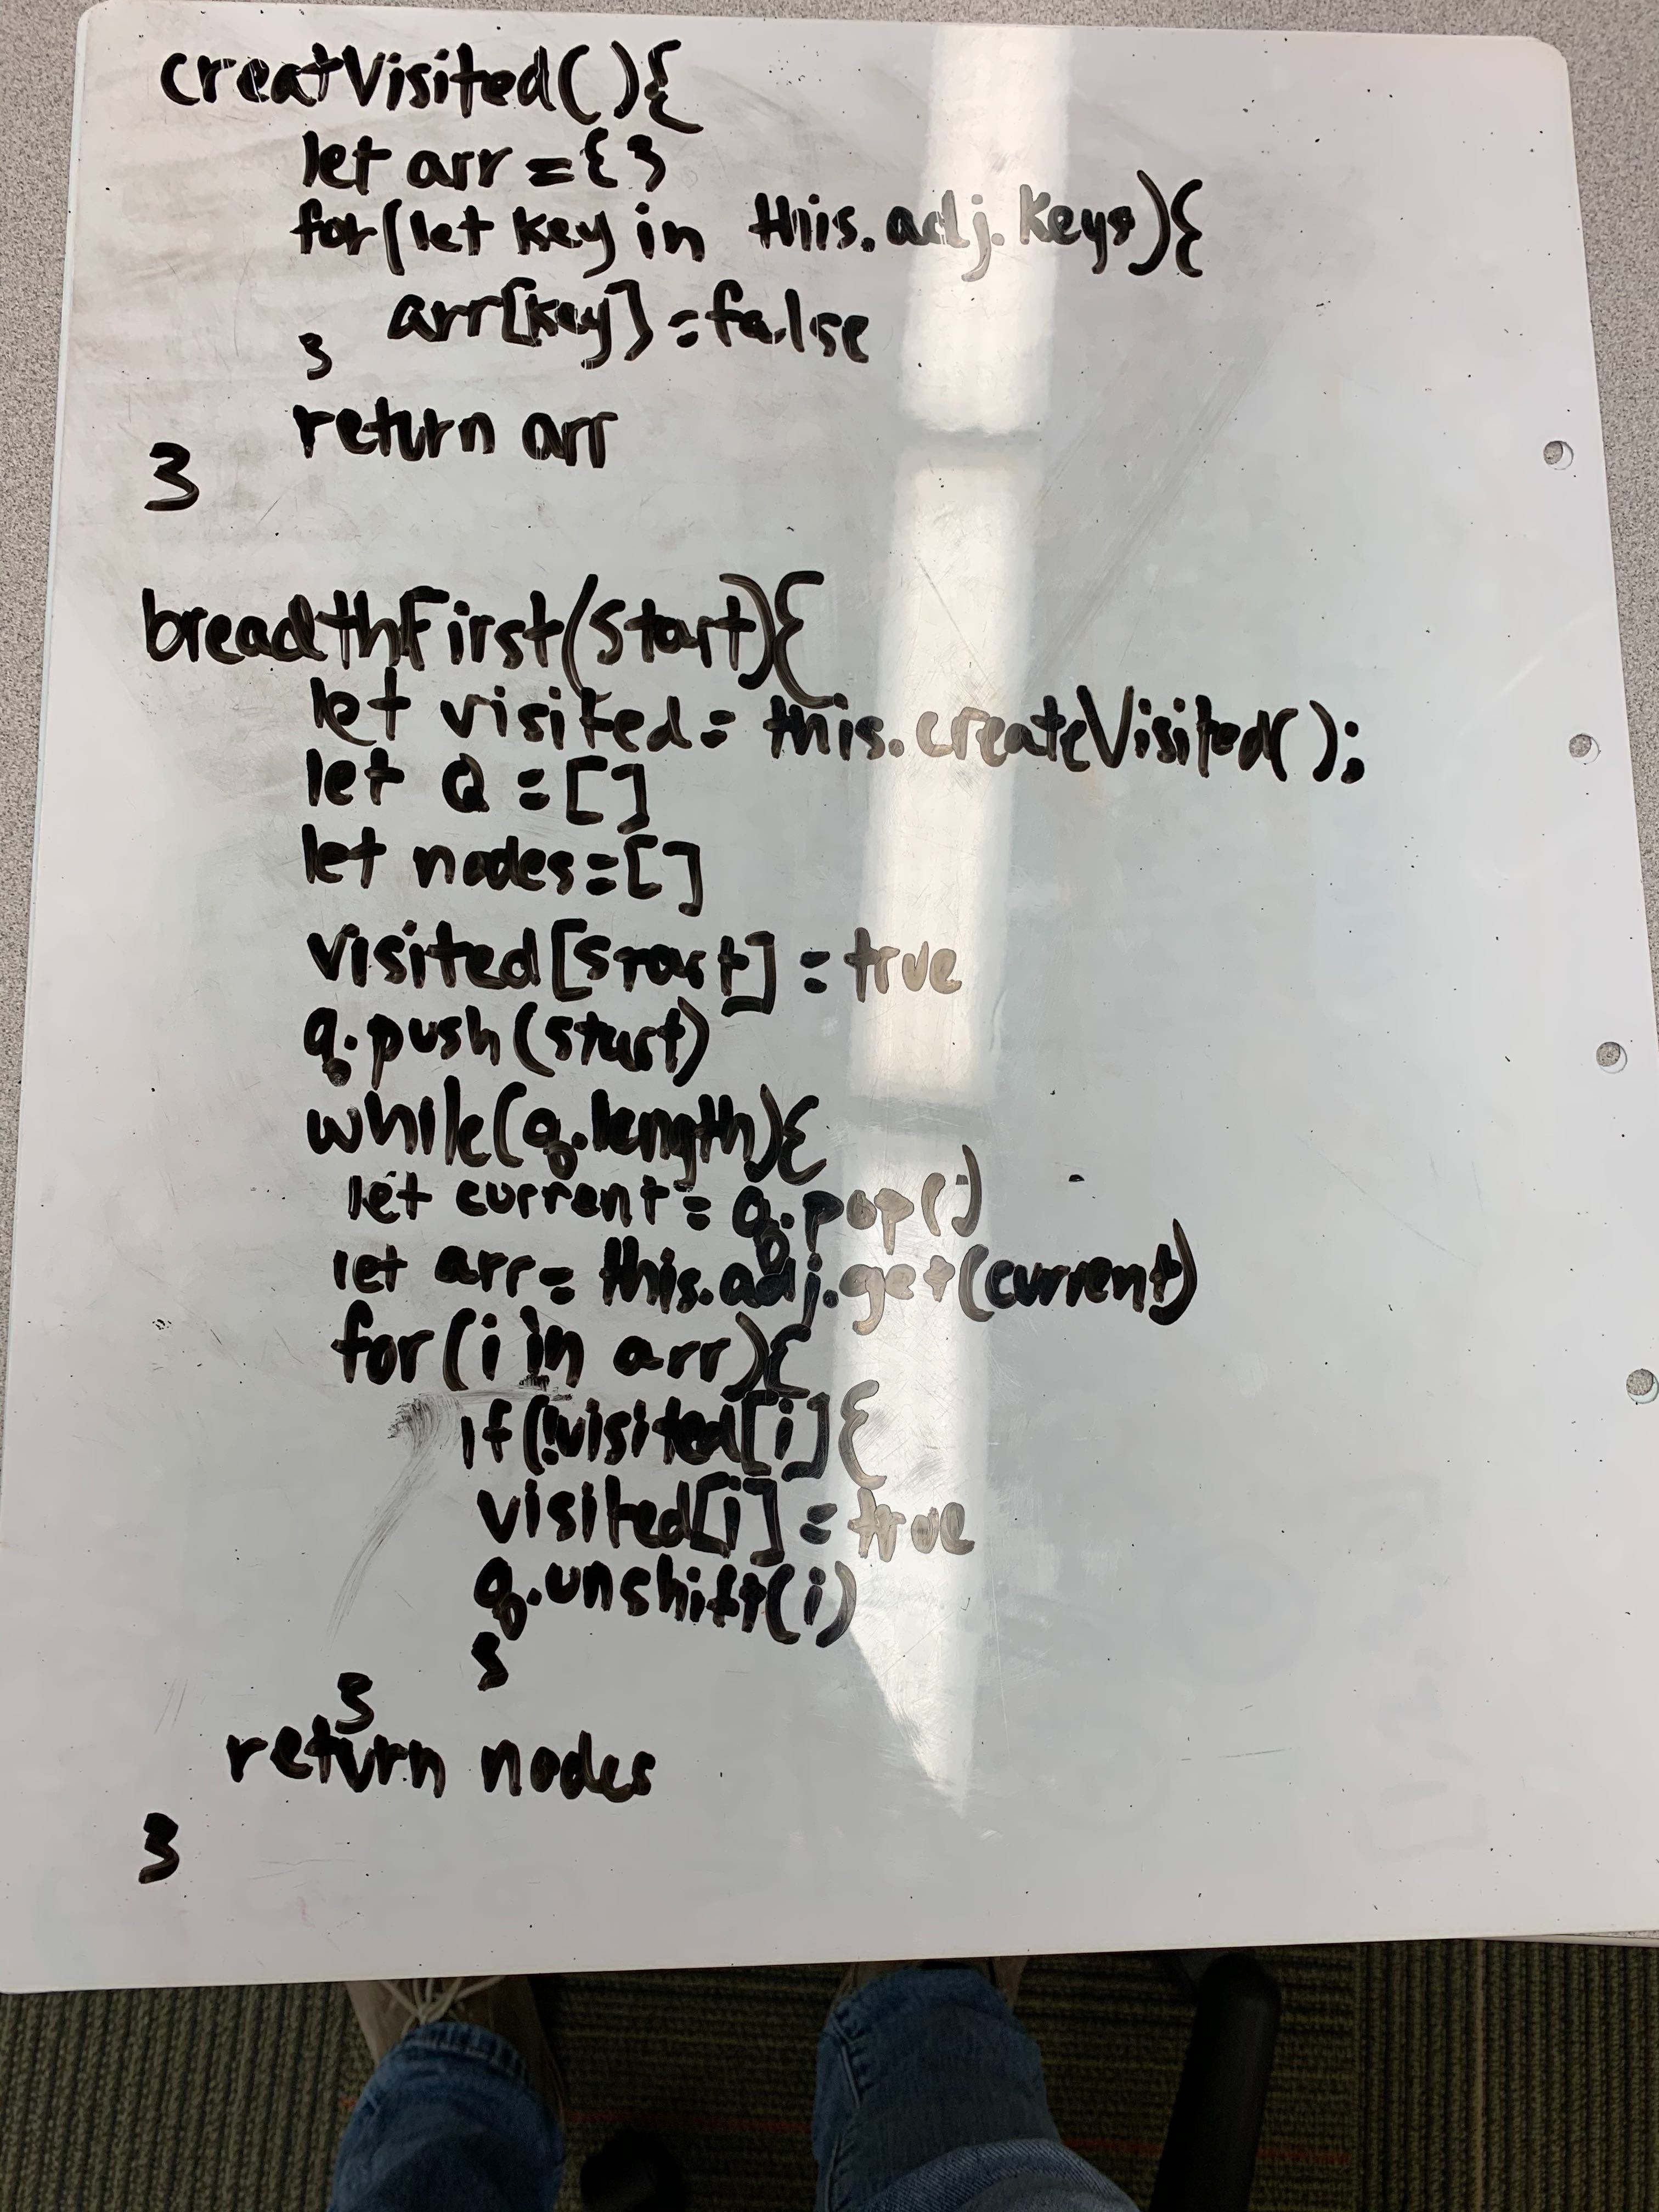 creatVisited(){
let arr={}
for(let key in this.adj.keys){
arr[key]=false
}
return arr
}
breadthFirst(start){
let visited= this.createVisited();
let Q=[]
let nodes=[]
visited[start]=true
q.push(start)
while(q.length){
let current= q.pop()
let arr= this.adj.get(current)
for(i in arr){
if(!visited[i]{
visited[i]=true
q.unshift(i)
}
}
return nodes
}